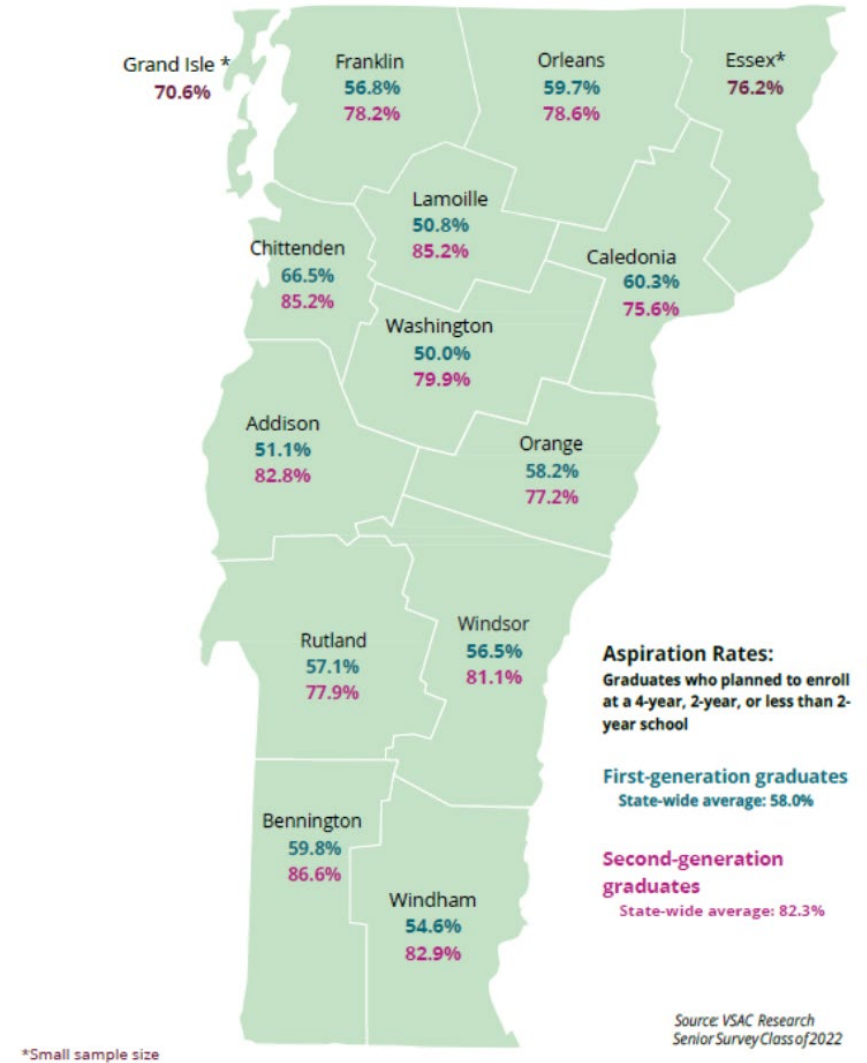 Grand Isle *
70.6%
Franklin
56.8%
78.2%
Orleans
59.7%
78.6%
Essex*
76.2%
Lamoille
50.8%
85.2%
Chittenden
66.5%
85.2%
Caledonia
60.3%
75.6%
Washington
50.0%
79.9%
Addison
51.1%
82.8%
Orange
58.2%
77.2%
Rutland
57.1%
77.9%
Windsor
56.5%
81.1%
Aspiration Rates:
Graduates who planned to enroll
at a 4-year, 2-year, or less than 2-
year school
First-generation graduates
State-wide average: 58.0%
Second-generation
graduates
State-wide average: 82.3%
Bennington
59.8%
86.6%
Windham
54.6%
82.9%
Source: VSAC Research
Senior Survey Class of 2022
*Small sample size